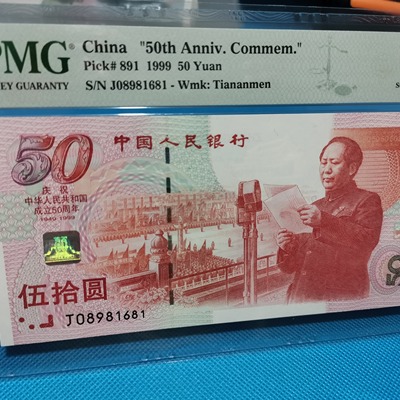 PMG
EY GUARANTY
China "50th Anniv. Commem."
Pick# 891 1999 50 Yuan
S/N J08981681 - Wmk: Tiananmen
50
中国人民银行
庆祝
中华人民共和国
成立50周年
1949-1999
伍拾圆
J08981681